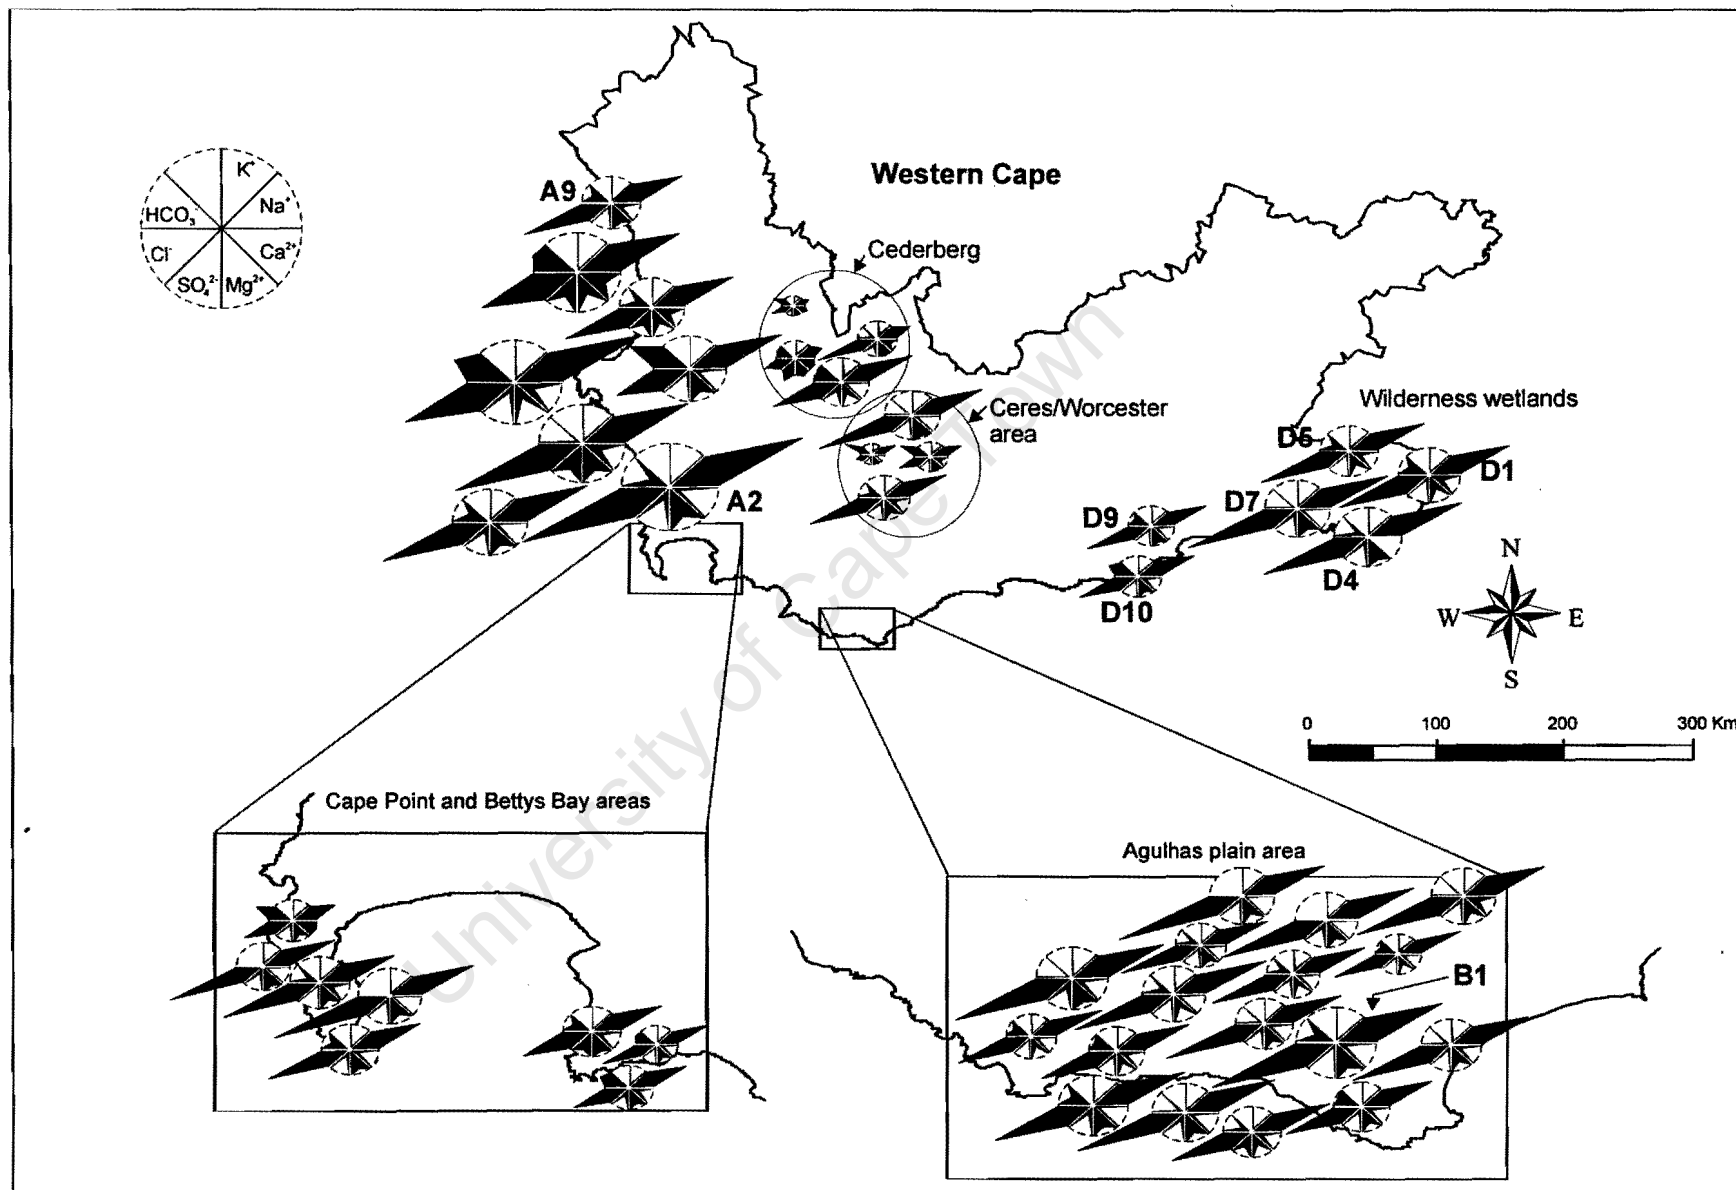 Western Cape
K⁺
Na⁺
HCO₃⁻
Cl⁻
Ca²⁺
SO₄²⁻
Mg²⁺
A9
Cederberg
Ceres/Worcester
area
Wilderness wetlands
D5
D1
A2
D9
D7
D4
D10
N
W
E
S
0 100 200 300 Km
Cape Point and Bettys Bay areas
Agulhas plain area
B1
University of Cape Town